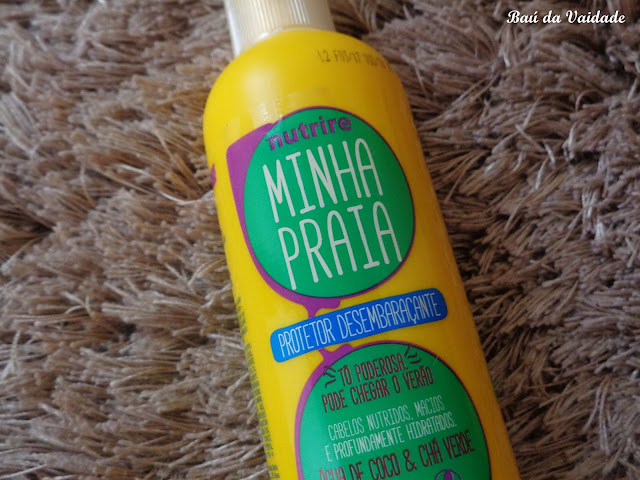 Baú da Vaidade
nutrire
MINHA
PRAIA
PROTETOR DESEMBARAÇANTE
TÔ PODEROSA,
PODE CHEGAR O VERÃO
CABELOS NUTRIDOS, MACIOS
E PROFUNDAMENTE HIDRATADOS.
ÁGUA DE COCO & CHÁ VERDE